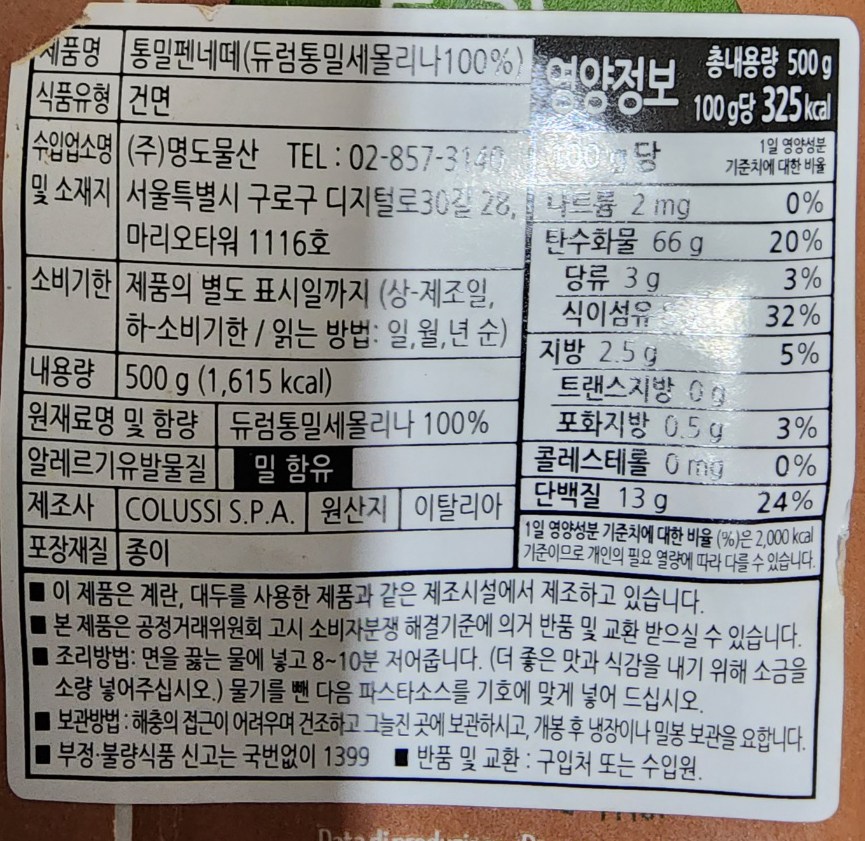 제품명 통밀펜네떼(듀럼통밀세몰리나100%)
식품유형 건면
수입업소명 및 소재지 (주)명도물산 TEL : 02-857-3140
서울특별시 구로구 디지털로30길 28,
마리오타워 1116호
소비기한 제품의 별도 표시일까지 (상-제조일,
하-소비기한 / 읽는 방법: 일,월,년 순)
내용량 500 g (1,615 kcal)
원재료명 및 함량 듀럼통밀세몰리나 100%
알레르기유발물질 밀 함유
제조사 COLUSSI S.P.A. 원산지 이탈리아
포장재질 종이
영양정보 총내용량 500 g
100 g당 325 kcal
100 g 당 1일 영양성분
기준치에 대한 비율
나트륨 2 mg 0%
탄수화물 66 g 20%
당류 3 g 3%
식이섬유 32%
지방 2.5 g 5%
트랜스지방 0 g
포화지방 0.5 g 3%
콜레스테롤 0 mg 0%
단백질 13 g 24%
1일 영양성분 기준치에 대한 비율 (%)은 2,000 kcal
기준이므로 개인의 필요 열량에 따라 다를 수 있습니다.
■ 이 제품은 계란, 대두를 사용한 제품과 같은 제조시설에서 제조하고 있습니다.
■ 본 제품은 공정거래위원회 고시 소비자분쟁 해결기준에 의거 반품 및 교환 받으실 수 있습니다.
■ 조리방법: 면을 끓는 물에 넣고 8~10분 저어줍니다. (더 좋은 맛과 식감을 내기 위해 소금을
소량 넣어주십시오.) 물기를 뺀 다음 파스타소스를 기호에 맞게 넣어 드십시오.
■ 보관방법 : 해충의 접근이 어려우며 건조하고 그늘진 곳에 보관하시고, 개봉 후 냉장이나 밀봉 보관을 요합니다.
■ 부정·불량식품 신고는 국번없이 1399 ■ 반품 및 교환 : 구입처 또는 수입원.